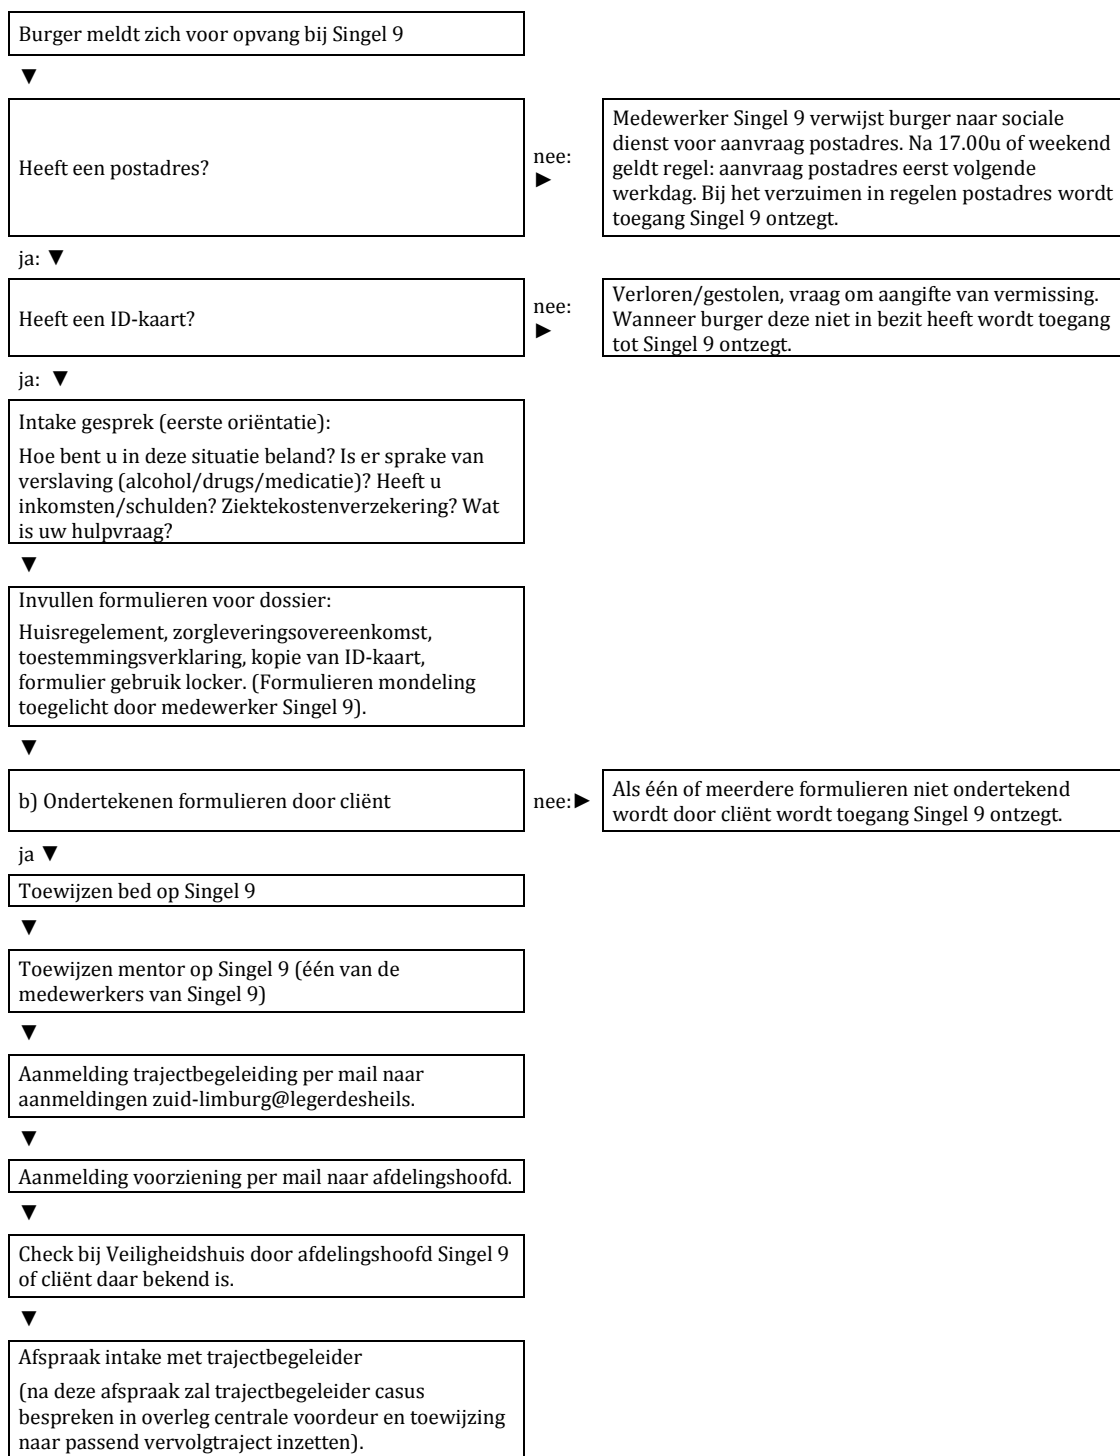 Burger meldt zich voor opvang bij Singel 9
▼
Heeft een postadres?
nee:
►
Medewerker Singel 9 verwijst burger naar sociale
dienst voor aanvraag postadres. Na 17.00u of weekend
geldt regel: aanvraag postadres eerst volgende
werkdag. Bij het verzuimen in regelen postadres wordt
toegang Singel 9 ontzegt.
ja: ▼
Heeft een ID-kaart?
nee:
►
Verloren/gestolen, vraag om aangifte van vermissing.
Wanneer burger deze niet in bezit heeft wordt toegang
tot Singel 9 ontzegt.
ja: ▼
Intake gesprek (eerste oriëntatie):
Hoe bent u in deze situatie beland? Is er sprake van
verslaving (alcohol/drugs/medicatie)? Heeft u
inkomsten/schulden? Ziektekostenverzekering? Wat
is uw hulpvraag?
▼
Invullen formulieren voor dossier:
Huisregelement, zorgleveringsovereenkomst,
toestemmingsverklaring, kopie van ID-kaart,
formulier gebruik locker. (Formulieren mondeling
toegelicht door medewerker Singel 9).
▼
b) Ondertekenen formulieren door cliënt
nee:►
Als één of meerdere formulieren niet ondertekend
wordt door cliënt wordt toegang Singel 9 ontzegt.
ja ▼
Toewijzen bed op Singel 9
▼
Toewijzen mentor op Singel 9 (één van de
medewerkers van Singel 9)
▼
Aanmelding trajectbegeleiding per mail naar
aanmeldingen zuid-limburg@legerdesheils.
▼
Aanmelding voorziening per mail naar afdelingshoofd.
▼
Check bij Veiligheidshuis door afdelingshoofd Singel 9
of cliënt daar bekend is.
▼
Afspraak intake met trajectbegeleider
(na deze afspraak zal trajectbegeleider casus
bespreken in overleg centrale voordeur en toewijzing
naar passend vervolgtraject inzetten).